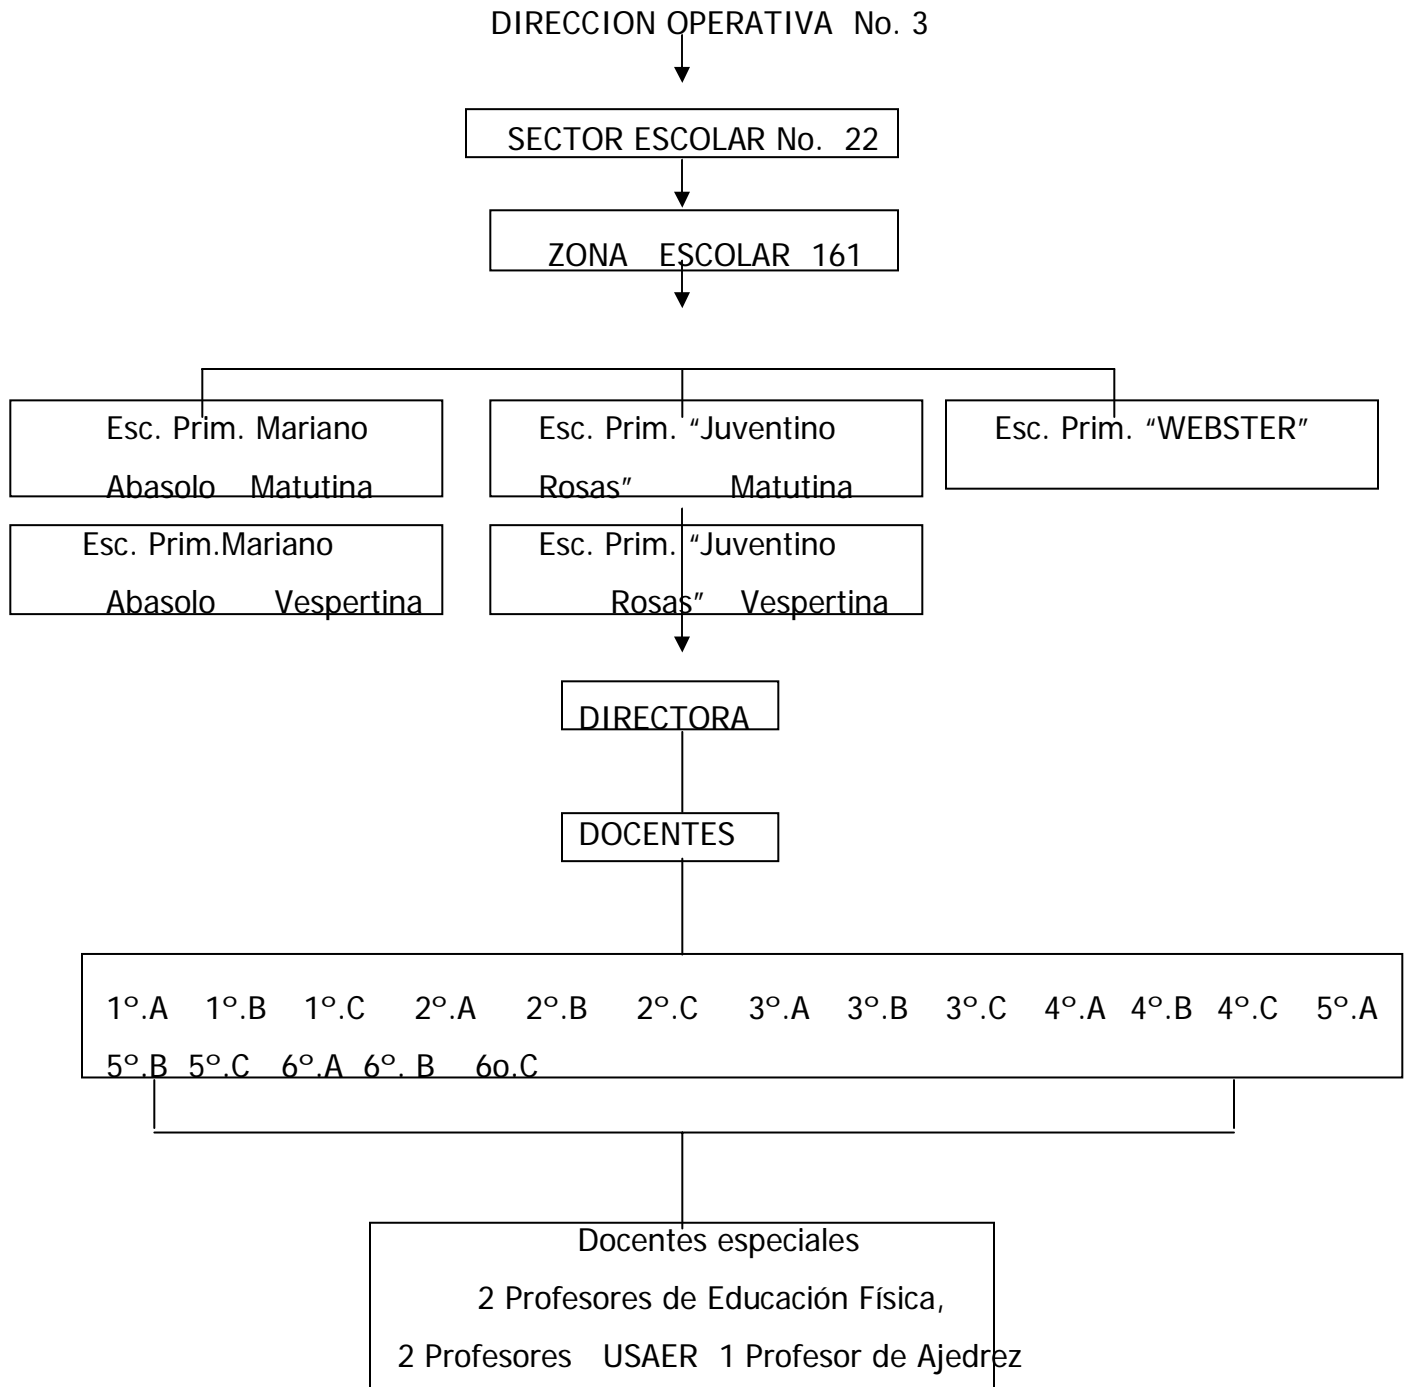 DIRECCION OPERATIVA No. 3
SECTOR ESCOLAR No. 22
ZONA ESCOLAR 161
Esc. Prim. Mariano
Abasolo Matutina
Esc. Prim. “Juventino
Rosas” Matutina
Esc. Prim. “WEBSTER”
Esc. Prim.Mariano
Abasolo Vespertina
Esc. Prim. “Juventino
Rosas” Vespertina
DIRECTORA
DOCENTES
1º.A 1º.B 1º.C 2º.A 2º.B 2º.C 3º.A 3º.B 3º.C 4º.A 4º.B 4º.C 5º.A
5º.B 5º.C 6º.A 6º. B 6o.C
Docentes especiales
2 Profesores de Educación Física,
2 Profesores USAER 1 Profesor de Ajedrez